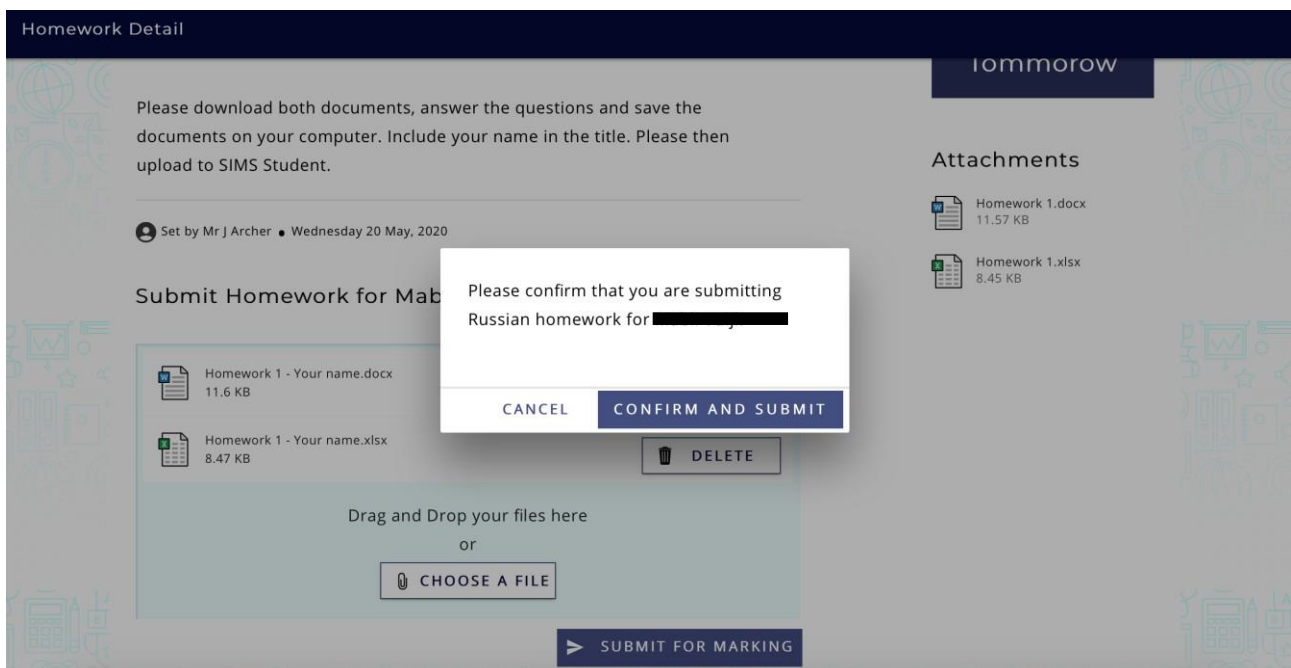 Homework Detail
Tommorow
Please download both documents, answer the questions and save the
documents on your computer. Include your name in the title. Please then
upload to SIMS Student.
Set by Mr J Archer • Wednesday 20 May, 2020
Submit Homework for Mab
Homework 1 - Your name.docx
11.6 KB
Homework 1 - Your name.xlsx
8.47 KB
DELETE
Drag and Drop your files here
or
CHOOSE A FILE
SUBMIT FOR MARKING
Please confirm that you are submitting
Russian homework for
CANCEL CONFIRM AND SUBMIT
Attachments
Homework 1.docx
11.57 KB
Homework 1.xlsx
8.45 KB